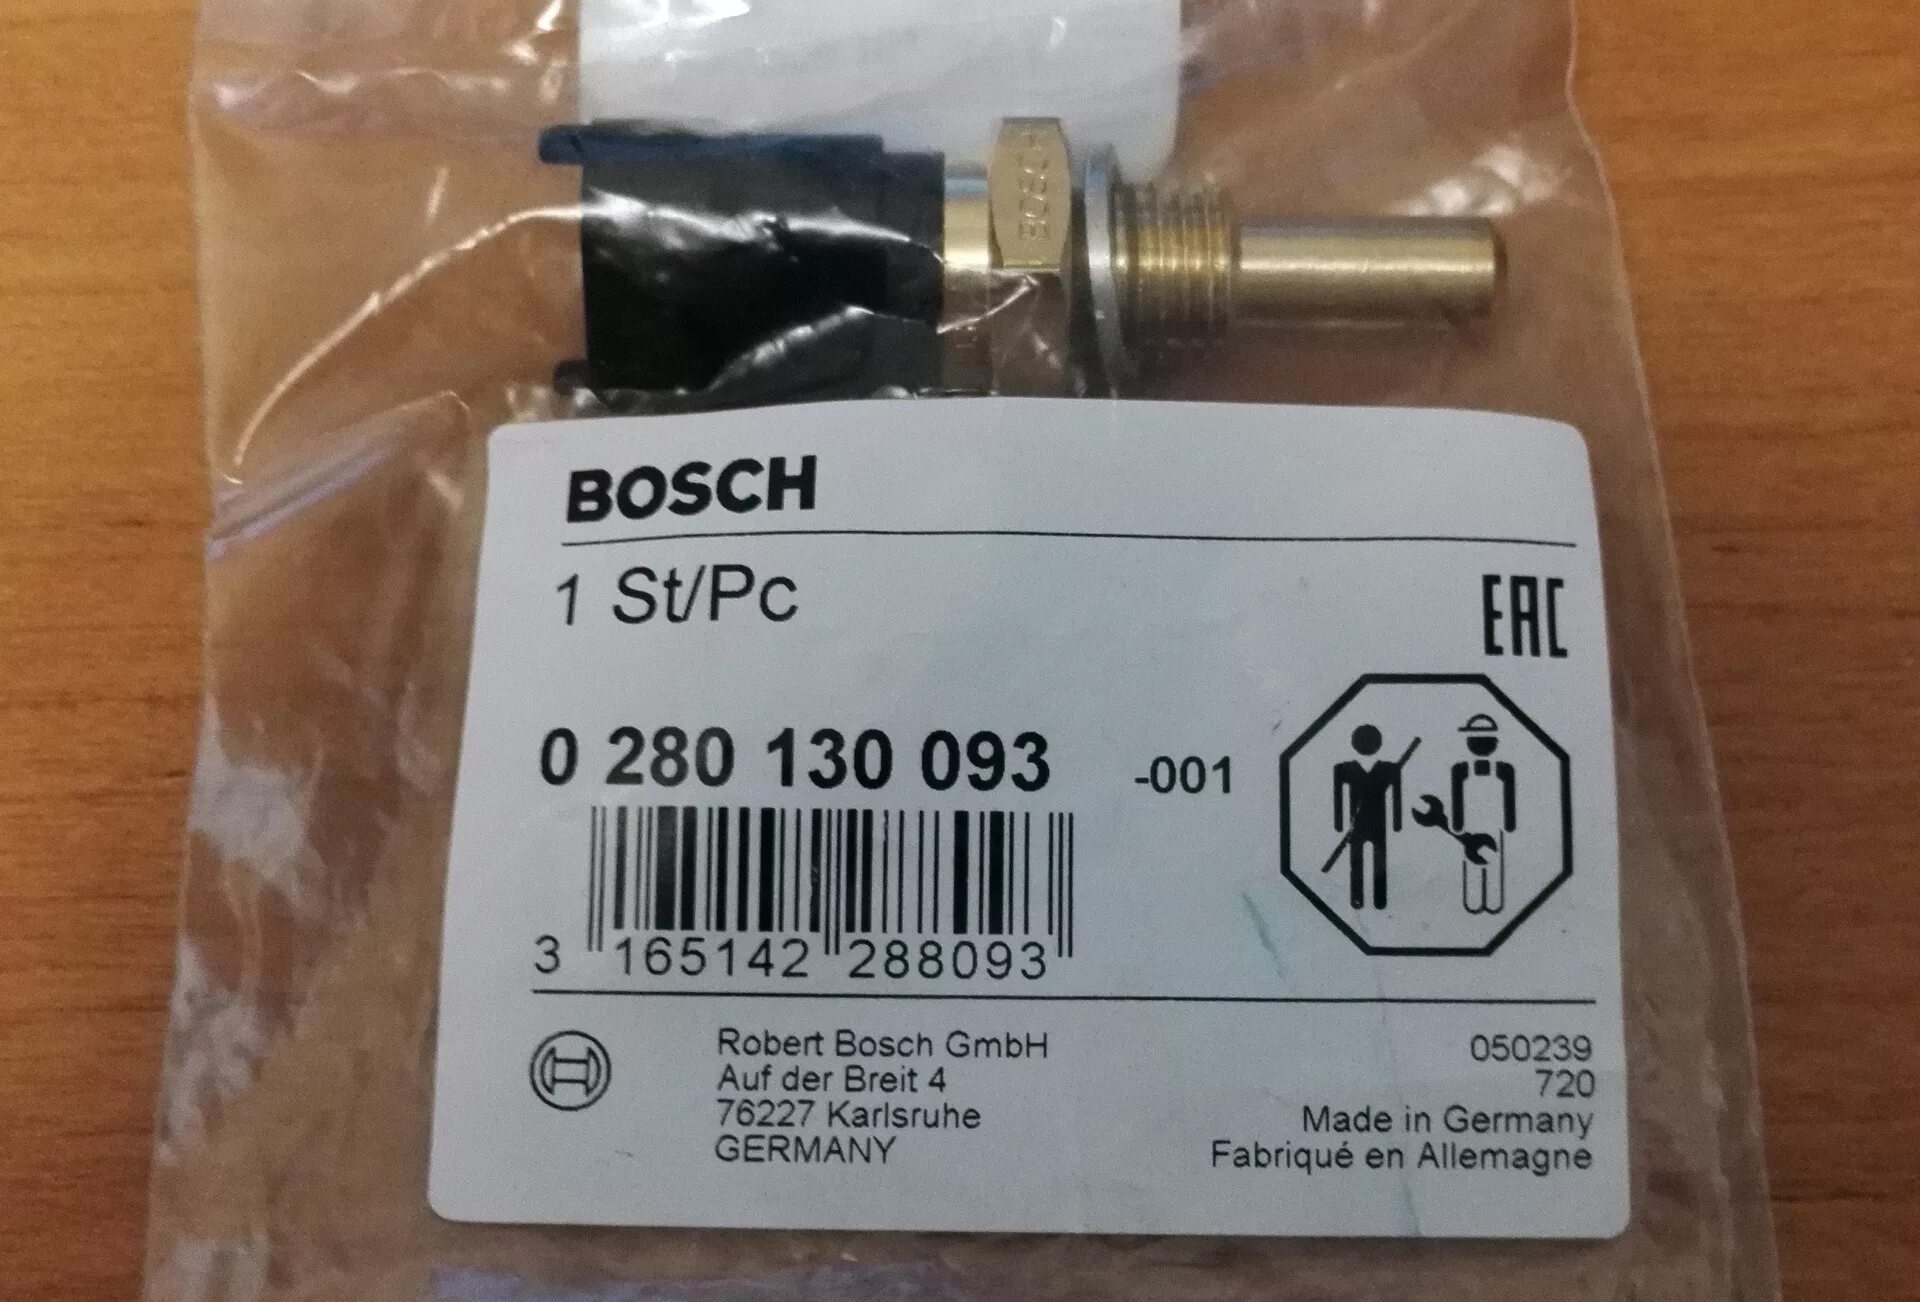 BOSCH
BOSCH
1 St/Pc
EAC
0 280 130 093 -001
3 165142 288093
Robert Bosch GmbH
Auf der Breit 4
76227 Karlsruhe
GERMANY
050239
720
Made in Germany
Fabriqué en Allemagne